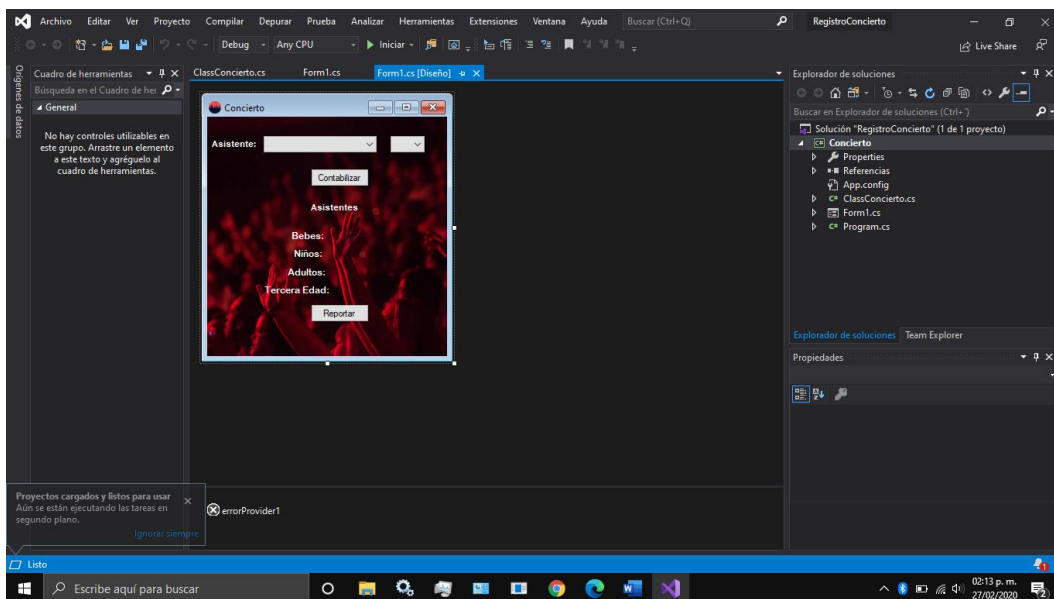 Archivo Editar Ver Proyecto Compilar Depurar Prueba Analizar Herramientas Extensiones Ventana Ayuda Buscar (Ctrl+Q) RegistroConcierto
Debug Any CPU Iniciar Live Share
Orígenes de datos
Cuadro de herramientas
Búsqueda en el Cuadro de her
General
No hay controles utilizables en
este grupo. Arrastre un elemento
a este texto y agréguelo al
cuadro de herramientas.
ClassConcierto.cs Form1.cs Form1.cs [Diseño]
Concierto
Asistente:
Contabilizar
Asistentes
Bebes:
Niños:
Adultos:
Tercera Edad:
Reportar
errorProvider1
Explorador de soluciones
Buscar en Explorador de soluciones (Ctrl+´)
Solución "RegistroConcierto" (1 de 1 proyecto)
Concierto
Properties
Referencias
App.config
ClassConcierto.cs
Form1.cs
Program.cs
Explorador de soluciones Team Explorer
Propiedades
Proyectos cargados y listos para usar
Aún se están ejecutando las tareas en
segundo plano.
Ignorar siempre
Listo
Escribe aquí para buscar
02:13 p. m.
27/02/2020